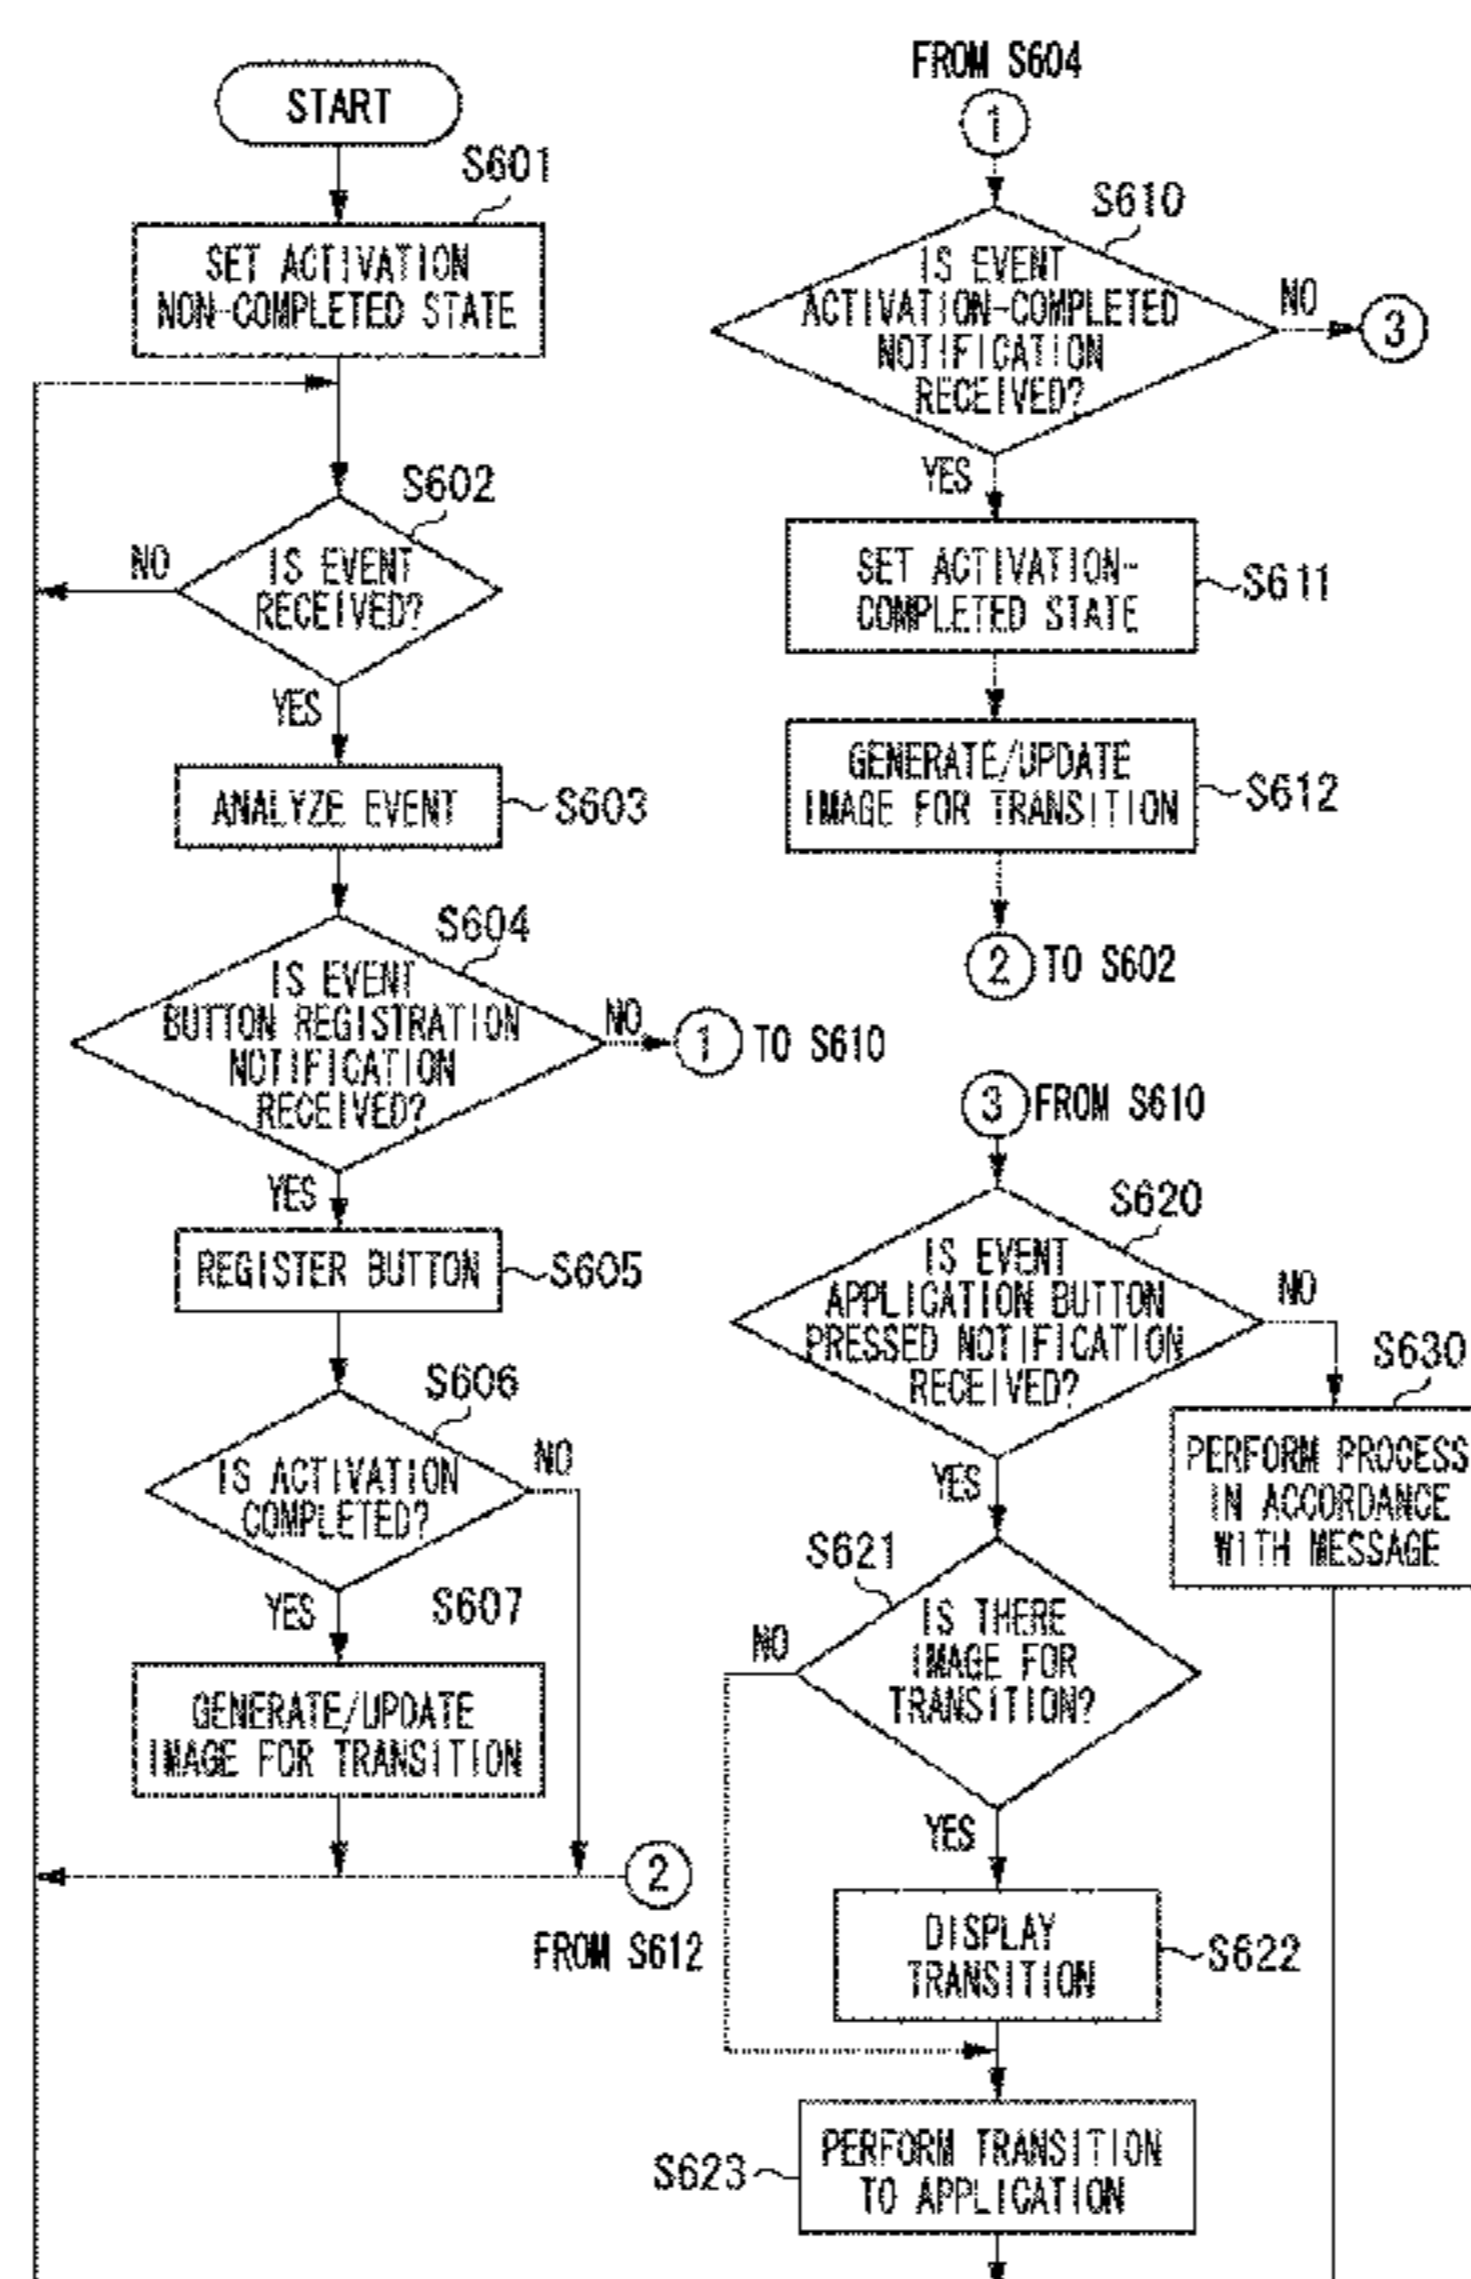 START
S601
SET ACTIVATION
NON-COMPLETED STATE
S602
NO
IS EVENT
RECEIVED?
YES
ANALYZE EVENT
S603
S604
IS EVENT
BUTTON REGISTRATION
NOTIFICATION
RECEIVED?
NO
1 TO S610
YES
REGISTER BUTTON
S605
S606
IS ACTIVATION
COMPLETED?
NO
YES
S607
GENERATE/UPDATE
IMAGE FOR TRANSITION
2
FROM S612
FROM S604
1
S610
IS EVENT
ACTIVATION-COMPLETED
NOTIFICATION
RECEIVED?
NO
3
YES
SET ACTIVATION-
COMPLETED STATE
S611
GENERATE/UPDATE
IMAGE FOR TRANSITION
S612
2 TO S602
3 FROM S610
S620
IS EVENT
APPLICATION BUTTON
PRESSED NOTIFICATION
RECEIVED?
NO
S630
PERFORM PROCESS
IN ACCORDANCE
WITH MESSAGE
YES
S621
IS THERE
IMAGE FOR
TRANSITION?
NO
YES
DISPLAY
TRANSITION
S622
S623
PERFORM TRANSITION
TO APPLICATION